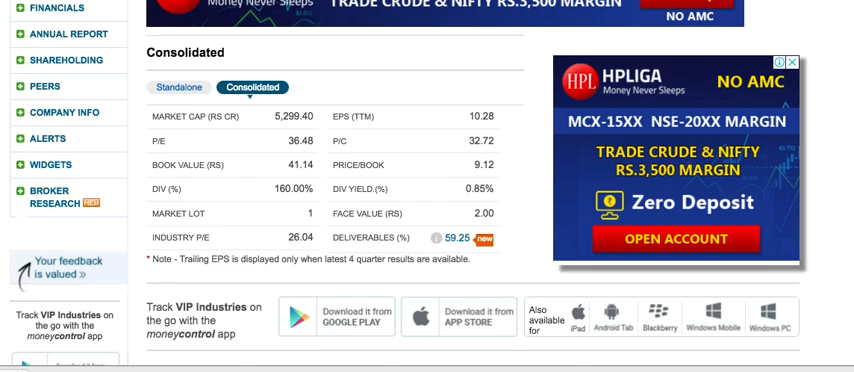 FINANCIALS
ANNUAL REPORT
SHAREHOLDING
PEERS
COMPANY INFO
ALERTS
WIDGETS
BROKER
RESEARCH NEW
Your feedback
is valued »
Track VIP Industries on
the go with the
moneycontrol app
Money Never Sleeps TRADE CRUDE & NIFTY RS.3,500 MARGIN
NO AMC
Consolidated
Standalone Consolidated
MARKET CAP (RS CR) 5,299.40 EPS (TTM) 10.28
P/E 36.48 P/C 32.72
BOOK VALUE (RS) 41.14 PRICE/BOOK 9.12
DIV (%) 160.00% DIV YIELD.(%) 0.85%
MARKET LOT 1 FACE VALUE (RS) 2.00
INDUSTRY P/E 26.04 DELIVERABLES (%) i 59.25 new
* Note - Trailing EPS is displayed only when latest 4 quarter results are available.
HPL HPLIGA NO AMC
Money Never Sleeps
MCX-15XX NSE-20XX MARGIN
TRADE CRUDE & NIFTY
RS.3,500 MARGIN
Zero Deposit
OPEN ACCOUNT
Track VIP Industries on
the go with the
moneycontrol app
Download it from
GOOGLE PLAY
Download it from
APP STORE
Also
available
for
iPad Android Tab Blackberry Windows Mobile Windows PC